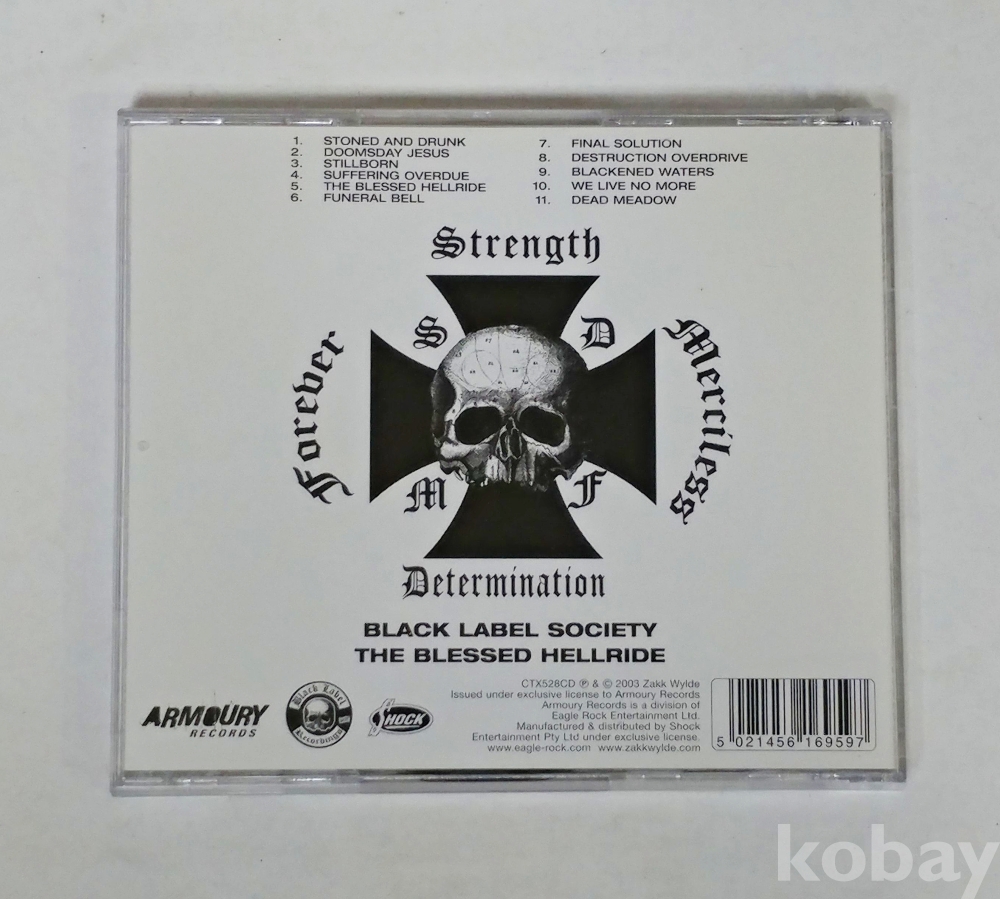 1. STONED AND DRUNK
2. DOOMSDAY JESUS
3. STILLBORN
4. SUFFERING OVERDUE
5. THE BLESSED HELLRIDE
6. FUNERAL BELL
7. FINAL SOLUTION
8. DESTRUCTION OVERDRIVE
9. BLACKENED WATERS
10. WE LIVE NO MORE
11. DEAD MEADOW
Strength
S D
Forever
Merciless
M F
Determination
BLACK LABEL SOCIETY
THE BLESSED HELLRIDE
ARMOURY
RECORDS
Black Label
Recordings
SHOCK
CTX528CD ℗ & © 2003 Zakk Wylde
Issued under exclusive license to Armoury Records
Armoury Records is a division of
Eagle Rock Entertainment Ltd.
Manufactured & distributed by Shock
Entertainment Pty Ltd under exclusive license.
www.eagle-rock.com www.zakkwylde.com
5 021456 169597
kobay